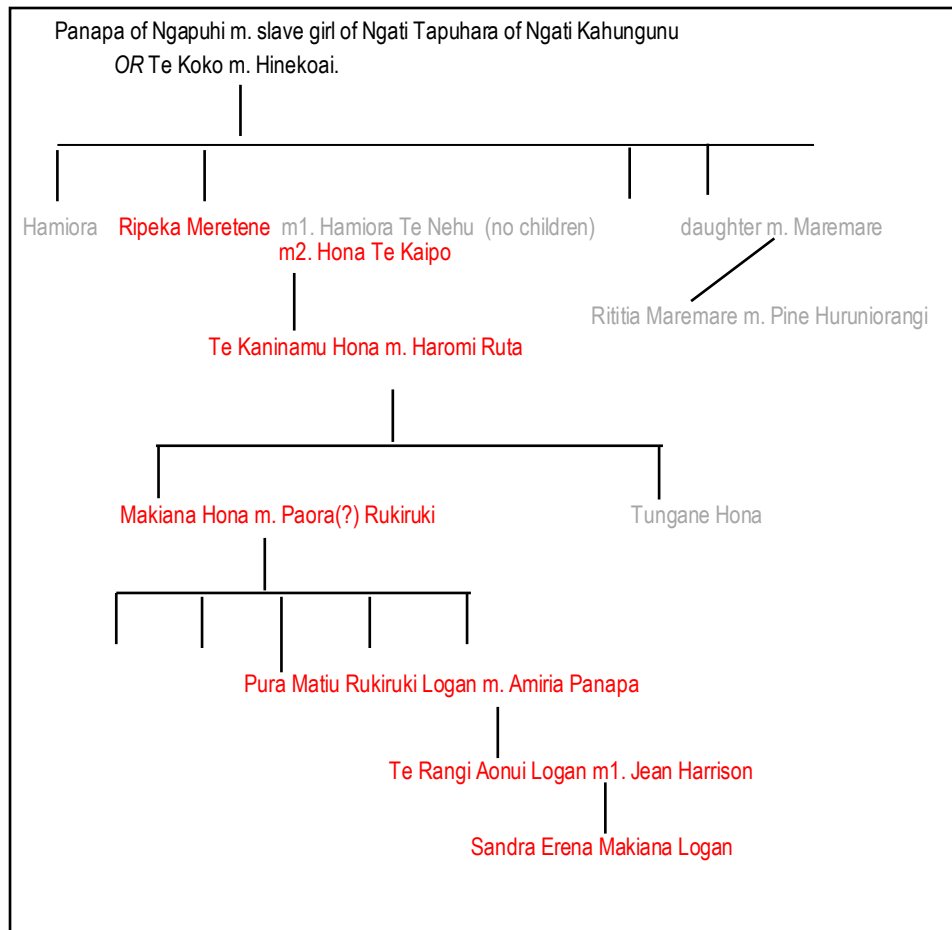 Panapa of Ngapuhi m. slave girl of Ngati Tapuhara of Ngati Kahungunu
OR Te Koko m. Hinekoai.
Hamiora Ripeka Meretene m1. Hamiora Te Nehu (no children) daughter m. Maremare
m2. Hona Te Kaipo
Rititia Maremare m. Pine Huruniorangi
Te Kaninamu Hona m. Haromi Ruta
Makiana Hona m. Paora(?) Rukiruki Tungane Hona
Pura Matiu Rukiruki Logan m. Amiria Panapa
Te Rangi Aonui Logan m1. Jean Harrison
Sandra Erena Makiana Logan